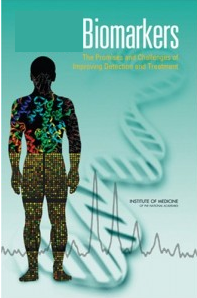 Biomarkers
The Promises and Challenges of
Improving Detection and Treatment
INSTITUTE OF MEDICINE
OF THE NATIONAL ACADEMIES